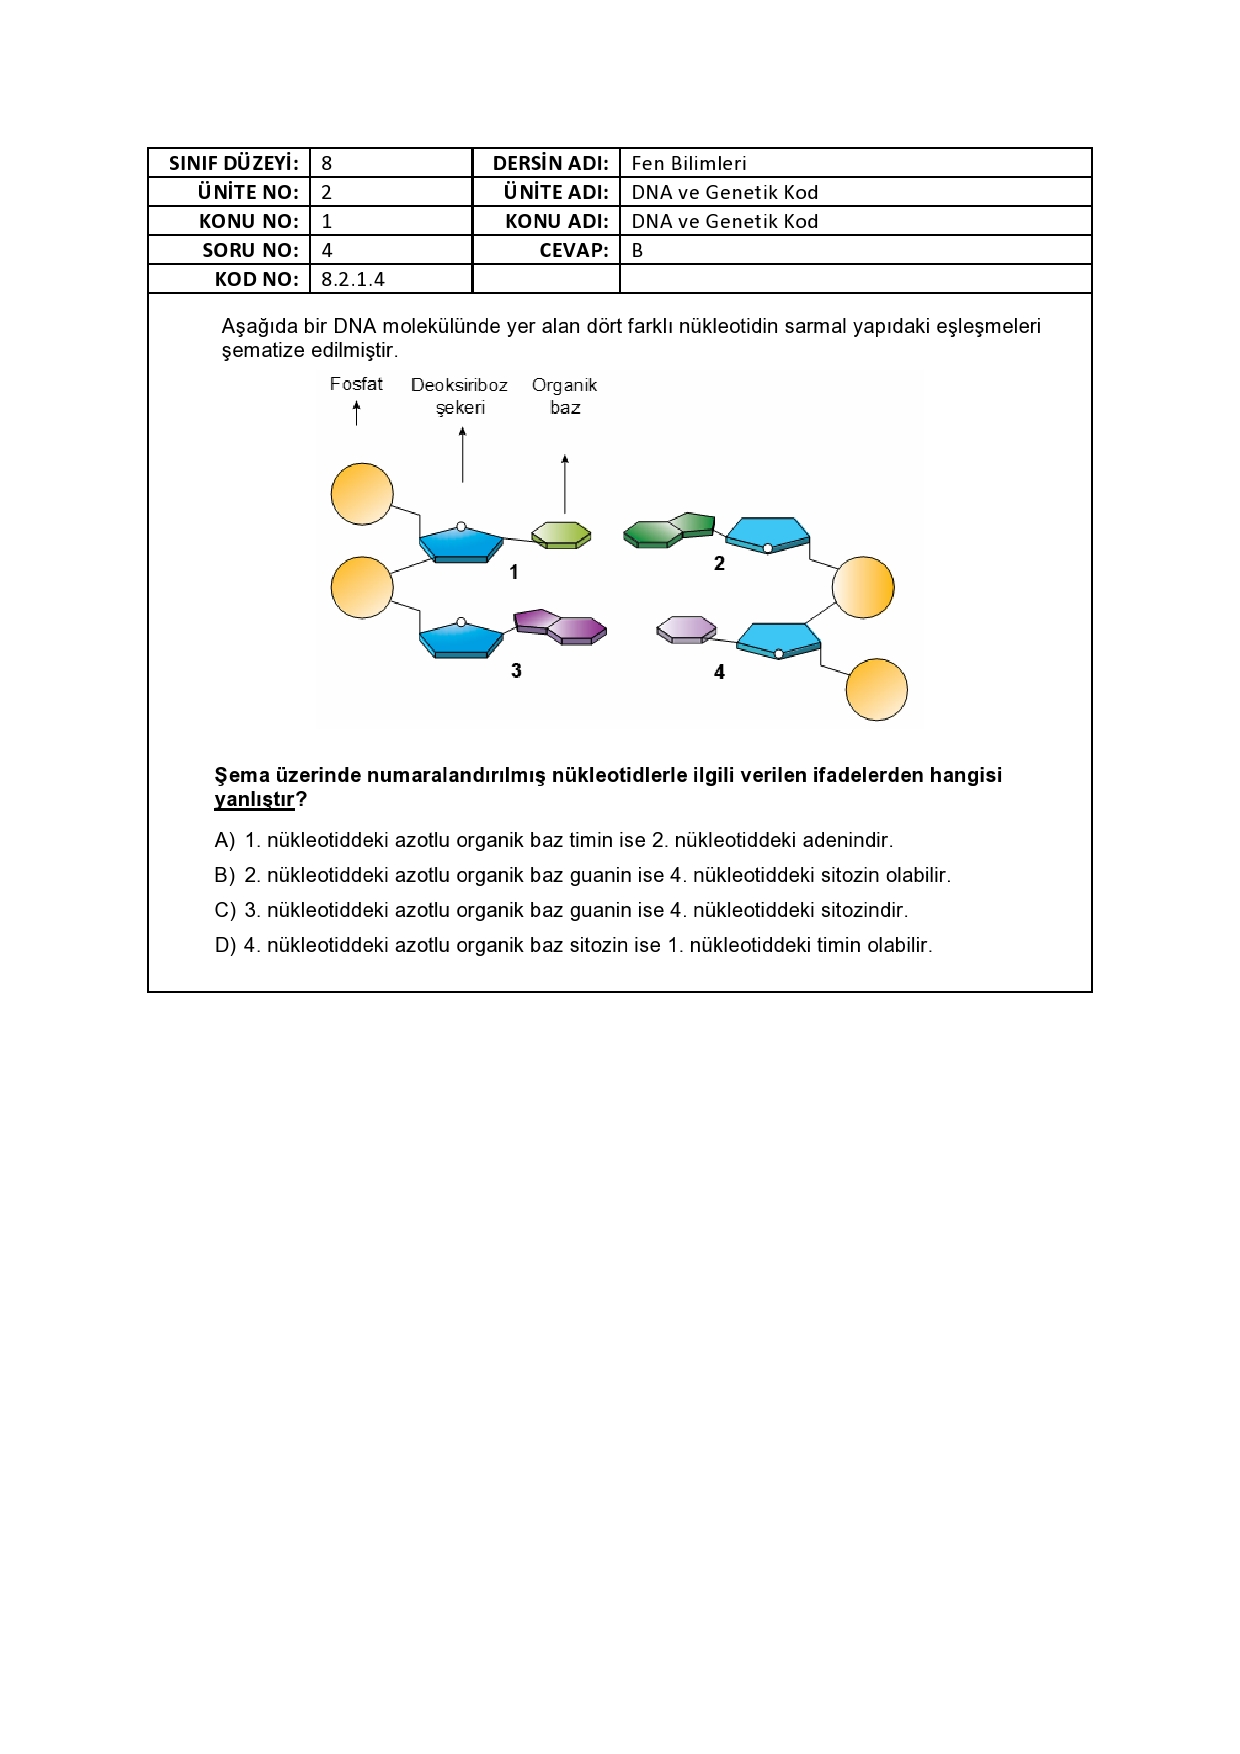 SINIF DÜZEYİ: 8 DERSİN ADI: Fen Bilimleri
ÜNİTE NO: 2 ÜNİTE ADI: DNA ve Genetik Kod
KONU NO: 1 KONU ADI: DNA ve Genetik Kod
SORU NO: 4 CEVAP: B
KOD NO: 8.2.1.4
Aşağıda bir DNA molekülünde yer alan dört farklı nükleotidin sarmal yapıdaki eşleşmeleri
şematize edilmiştir.
Fosfat Deoksiriboz Organik
şekeri baz
1 2
3 4
Şema üzerinde numaralandırılmış nükleotidlerle ilgili verilen ifadelerden hangisi
yanlıştır?
A) 1. nükleotiddeki azotlu organik baz timin ise 2. nükleotiddeki adenindir.
B) 2. nükleotiddeki azotlu organik baz guanin ise 4. nükleotiddeki sitozin olabilir.
C) 3. nükleotiddeki azotlu organik baz guanin ise 4. nükleotiddeki sitozindir.
D) 4. nükleotiddeki azotlu organik baz sitozin ise 1. nükleotiddeki timin olabilir.